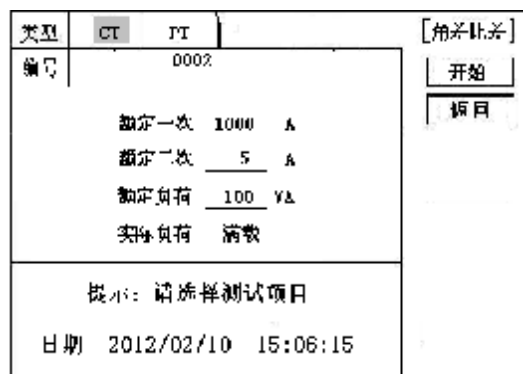 类型 CT PT [角差比差]
编号 0002 开始
返回
额定一次 1000 A
额定二次 5 A
额定负荷 100 VA
实际负荷 满载
提示：请选择测试项目
日期 2012/02/10 15:06:15